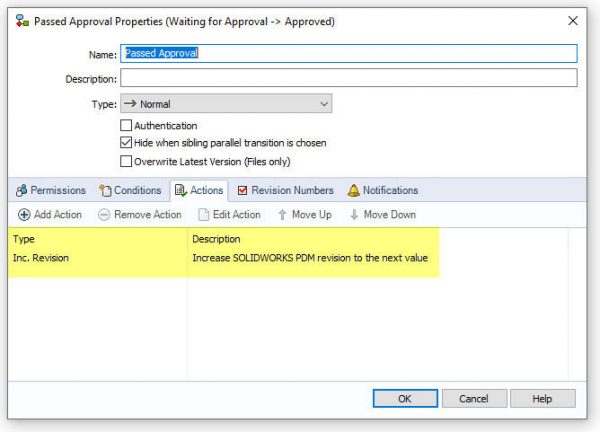 Passed Approval Properties (Waiting for Approval -> Approved)
Name: Passed Approval
Description:
Type: Normal
Authentication
Hide when sibling parallel transition is chosen
Overwrite Latest Version (Files only)
Permissions Conditions Actions Revision Numbers Notifications
Add Action Remove Action Edit Action Move Up Move Down
Type Description
Inc. Revision Increase SOLIDWORKS PDM revision to the next value
OK Cancel Help